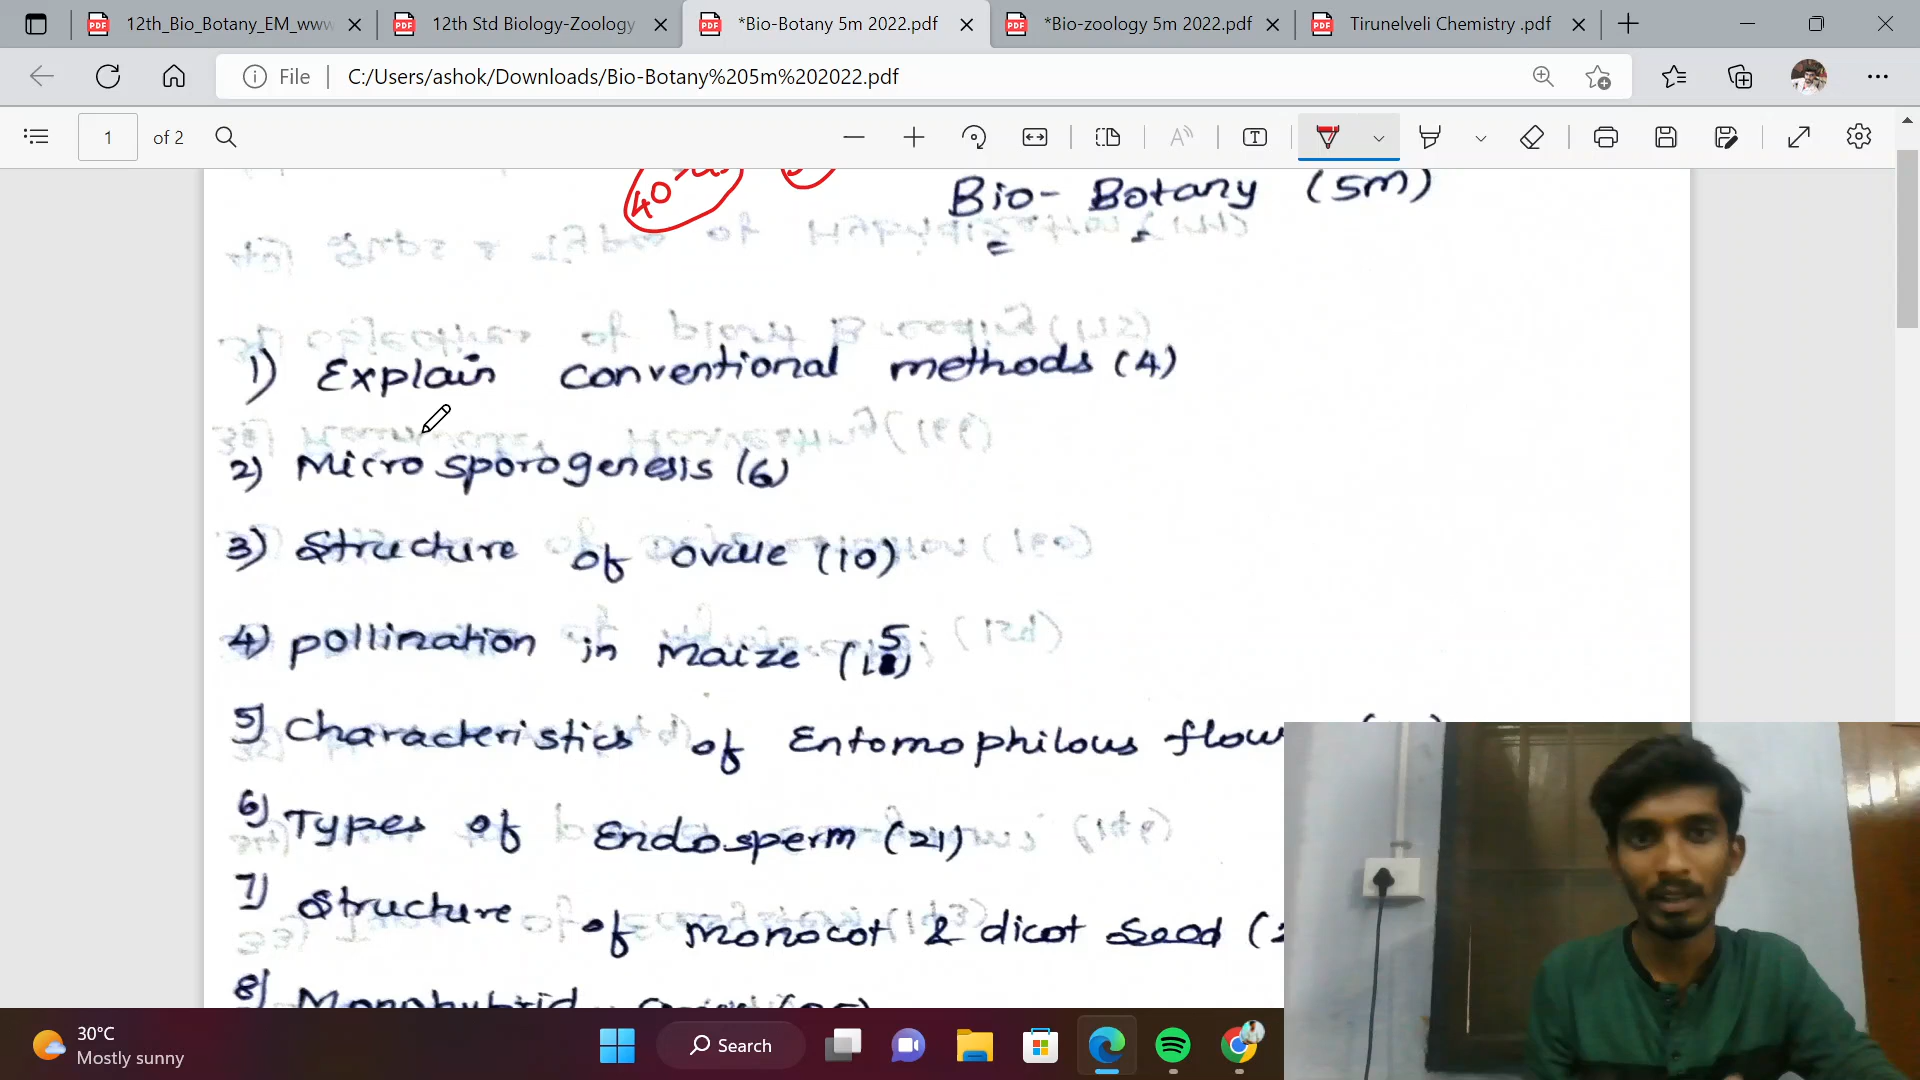 12th_Bio_Botany_EM_www
12th Std Biology-Zoology
*Bio-Botany 5m 2022.pdf
*Bio-zoology 5m 2022.pdf
Tirunelveli Chemistry .pdf
File
C:/Users/ashok/Downloads/Bio-Botany%205m%202022.pdf
1 of 2
40
Bio- Botany (5m)
1) Explain conventional methods (4)
2) Micro sporogenesis (6)
3) Structure of ovule (10)
4) pollination in Maize (15)
5) Characteristics of Entomophilous flow
6) Types of Endosperm (21)
7) Structure of monocot & dicot Seed (2
8) Monohybrid
30°C
Mostly sunny
Search